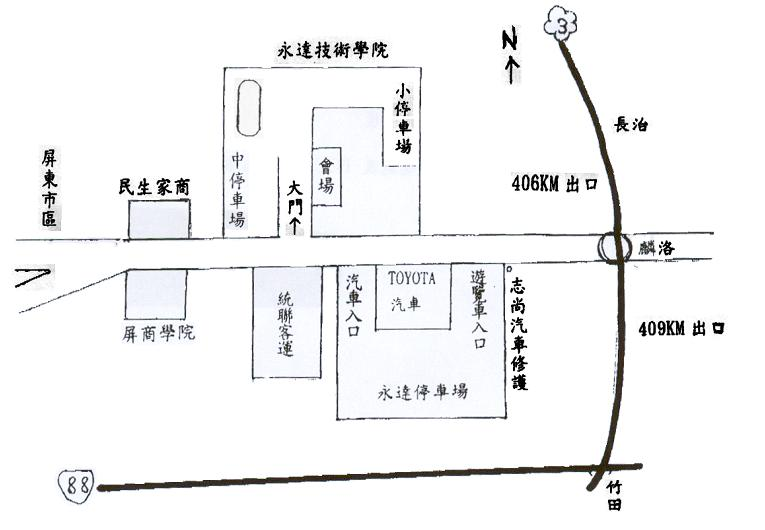 3
N
永達技術學院
小停車場
長泊
屏東市區
民生家商
中停車場
大門
會場
406KM 出口
麟洛
屏商學院
統聯客運
汽車入口
TOYOTA
汽車
遊覽車入口
志尚汽車修護
409KM 出口
永達停車場
88
竹田